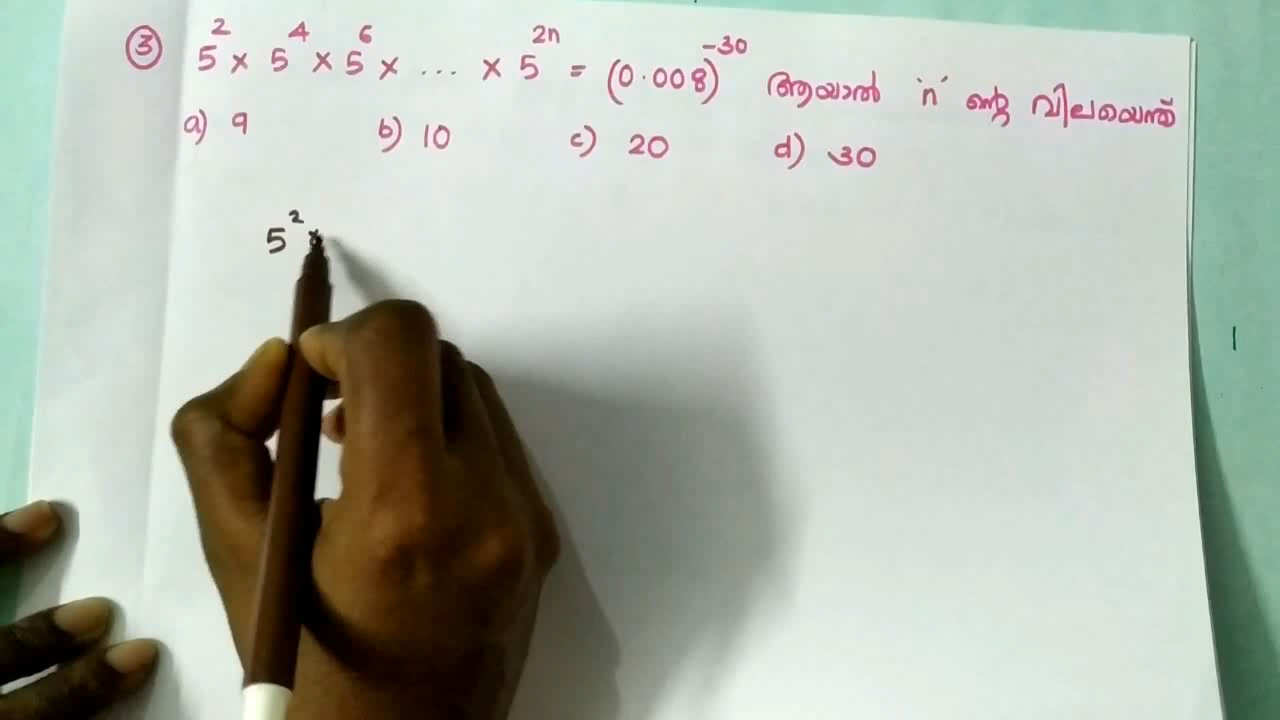 ③ 5² × 5⁴ × 5⁶ × ... × 5²ⁿ = (0.008)⁻³⁰ ആയാൽ 'n' ന്റെ വിലയെന്ത്
a) 9 b) 10 c) 20 d) 30
5² ×